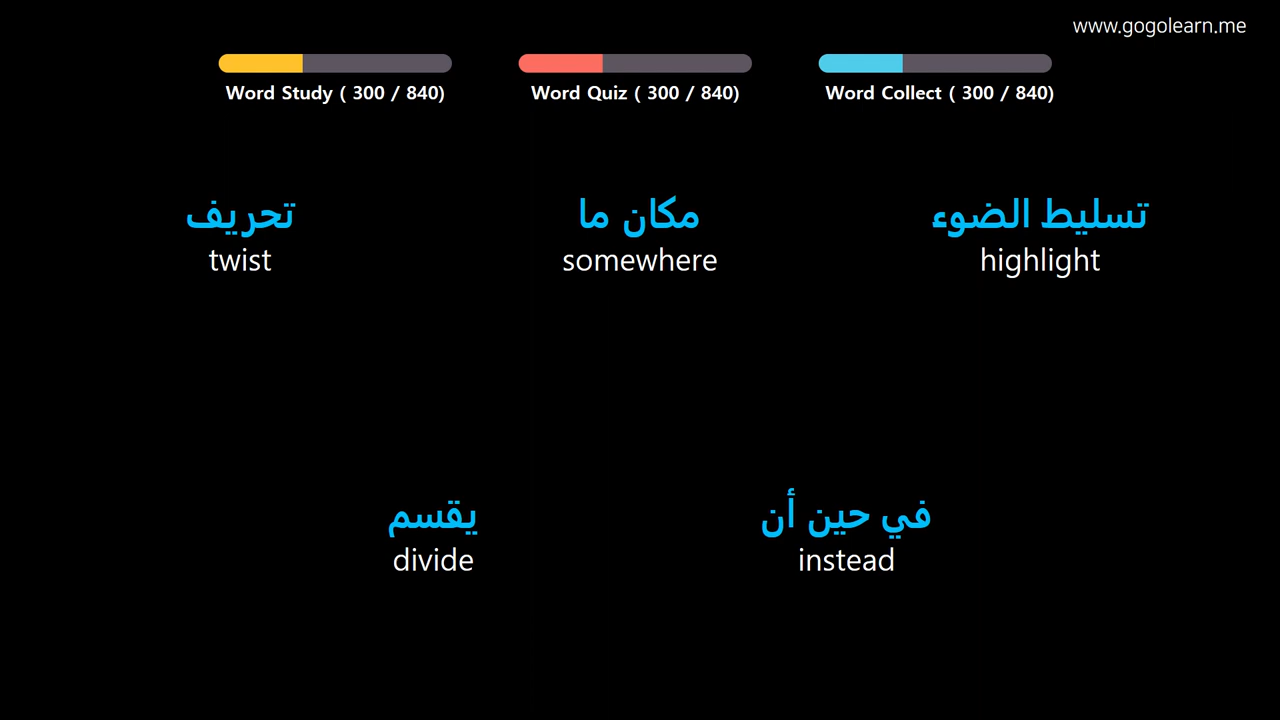 www.gogolearn.me
Word Study ( 300 / 840)
Word Quiz ( 300 / 840)
Word Collect ( 300 / 840)
تحريف
twist
مكان ما
somewhere
تسليط الضوء
highlight
يقسم
divide
في حين أن
instead